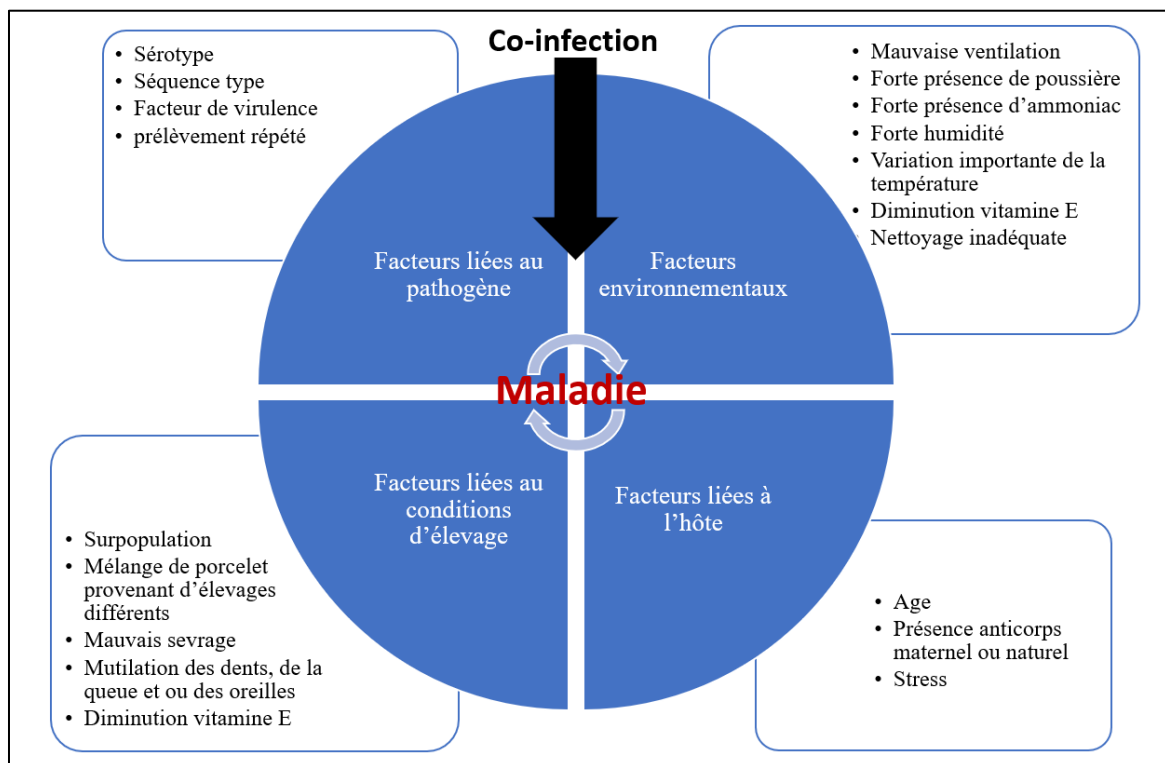 Co-infection
• Sérotype
• Séquence type
• Facteur de virulence
• prélèvement répété
• Mauvaise ventilation
• Forte présence de poussière
• Forte présence d’ammoniac
• Forte humidité
• Variation importante de la
température
• Diminution vitamine E
• Nettoyage inadéquate
Facteurs liées au
pathogène
Facteurs
environnementaux
Maladie
Facteurs liées au
conditions
d’élevage
Facteurs liées à
l’hôte
• Surpopulation
• Mélange de porcelet
provenant d’élevages
différents
• Mauvais sevrage
• Mutilation des dents, de la
queue et ou des oreilles
• Diminution vitamine E
• Age
• Présence anticorps
maternel ou naturel
• Stress